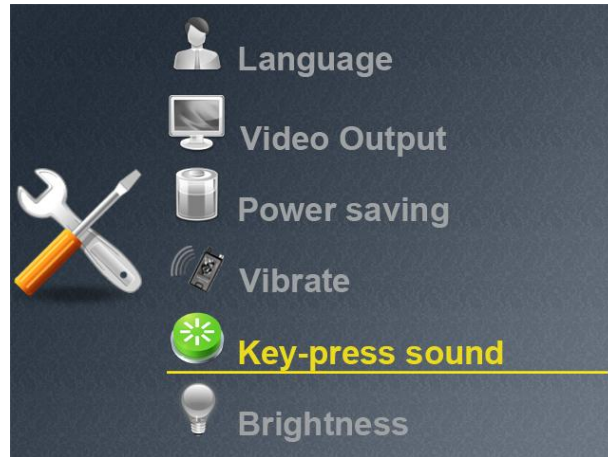 Language
Video Output
Power saving
Vibrate
Key-press sound
Brightness